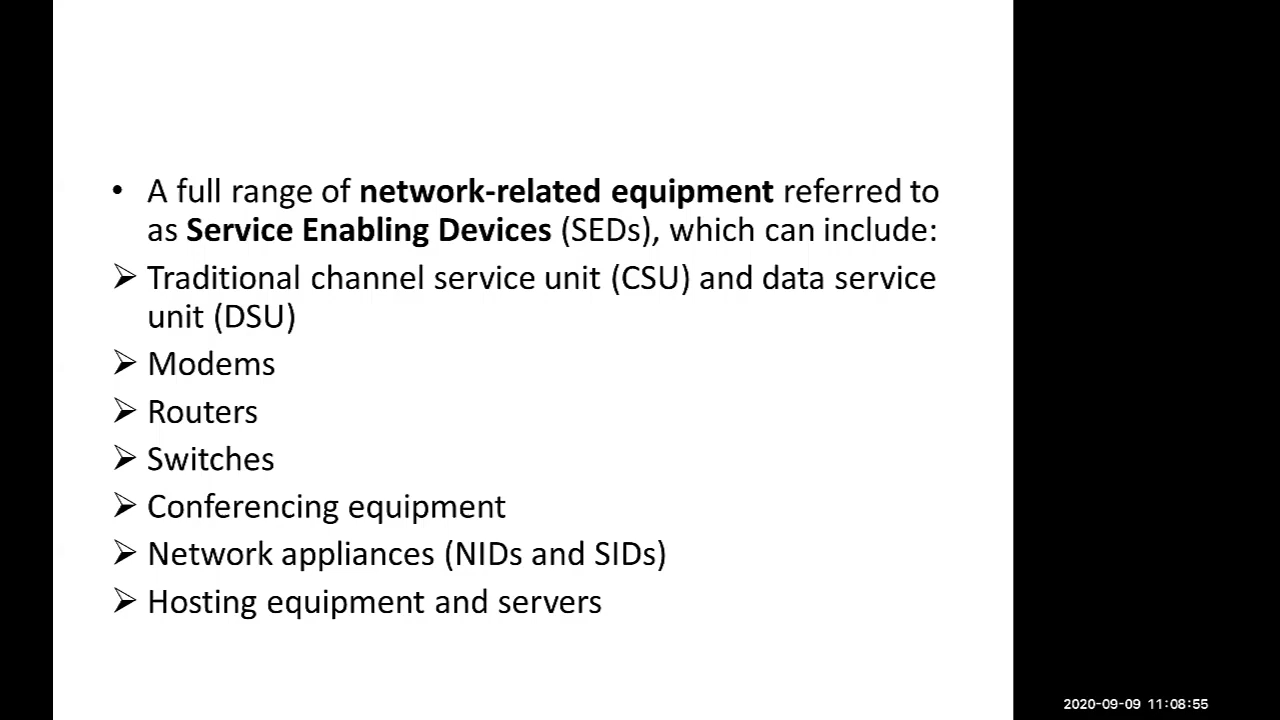 • A full range of network-related equipment referred to
as Service Enabling Devices (SEDs), which can include:
➢ Traditional channel service unit (CSU) and data service
unit (DSU)
➢ Modems
➢ Routers
➢ Switches
➢ Conferencing equipment
➢ Network appliances (NIDs and SIDs)
➢ Hosting equipment and servers
2020-09-09 11:08:55